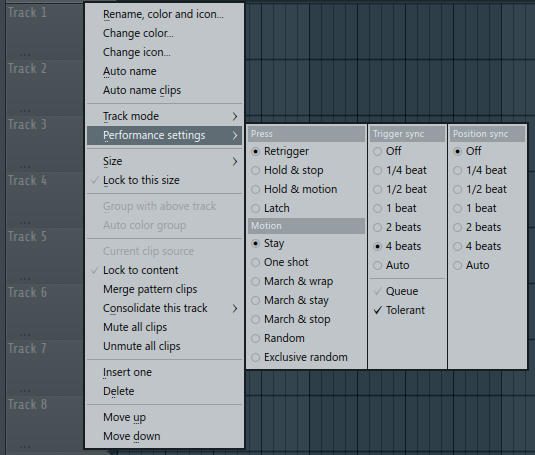 Track 1
...
Track 2
...
Track 3
...
Track 4
...
Track 5
...
Track 6
...
Track 7
...
Track 8
...
Rename, color and icon...
Change color...
Change icon...
Auto name
Auto name clips
Track mode
Performance settings
Size
Lock to this size
Group with above track
Auto color group
Current clip source
Lock to content
Merge pattern clips
Consolidate this track
Mute all clips
Unmute all clips
Insert one
Delete
Move up
Move down
Press
Retrigger
Hold & stop
Hold & motion
Latch
Motion
Stay
One shot
March & wrap
March & stay
March & stop
Random
Exclusive random
Trigger sync
Off
1/4 beat
1/2 beat
1 beat
2 beats
4 beats
Auto
Queue
Tolerant
Position sync
Off
1/4 beat
1/2 beat
1 beat
2 beats
4 beats
Auto